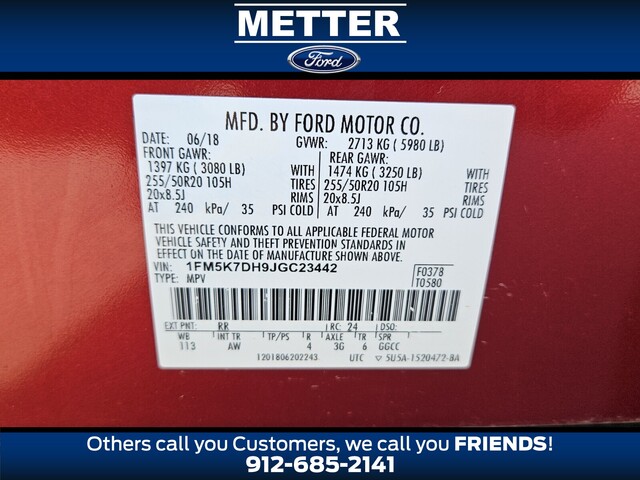 METTER
Ford
MFD. BY FORD MOTOR CO.
DATE: 06/18 GVWR: 2713 KG ( 5980 LB)
FRONT GAWR: REAR GAWR:
1397 KG ( 3080 LB) WITH 1474 KG ( 3250 LB) WITH
255/50R20 105H TIRES 255/50R20 105H TIRES
20x8.5J RIMS 20x8.5J RIMS
AT 240 kPa/ 35 PSI COLD AT 240 kPa/ 35 PSI COLD
THIS VEHICLE CONFORMS TO ALL APPLICABLE FEDERAL MOTOR
VEHICLE SAFETY AND THEFT PREVENTION STANDARDS IN
EFFECT ON THE DATE OF MANUFACTURE SHOWN ABOVE.
VIN: 1FM5K7DH9JGC23442 F0378
TYPE: MPV T0580
EXT PNT: RR RC: 24 DSO:
WB INT TR TP/PS R AXLE TR SPR
113 AW 4 3G 6 GGCC
1201806202243 UTC ▽ 5U5A-1520472-BA
Others call you Customer, we call you FRIENDS!
912-685-2141